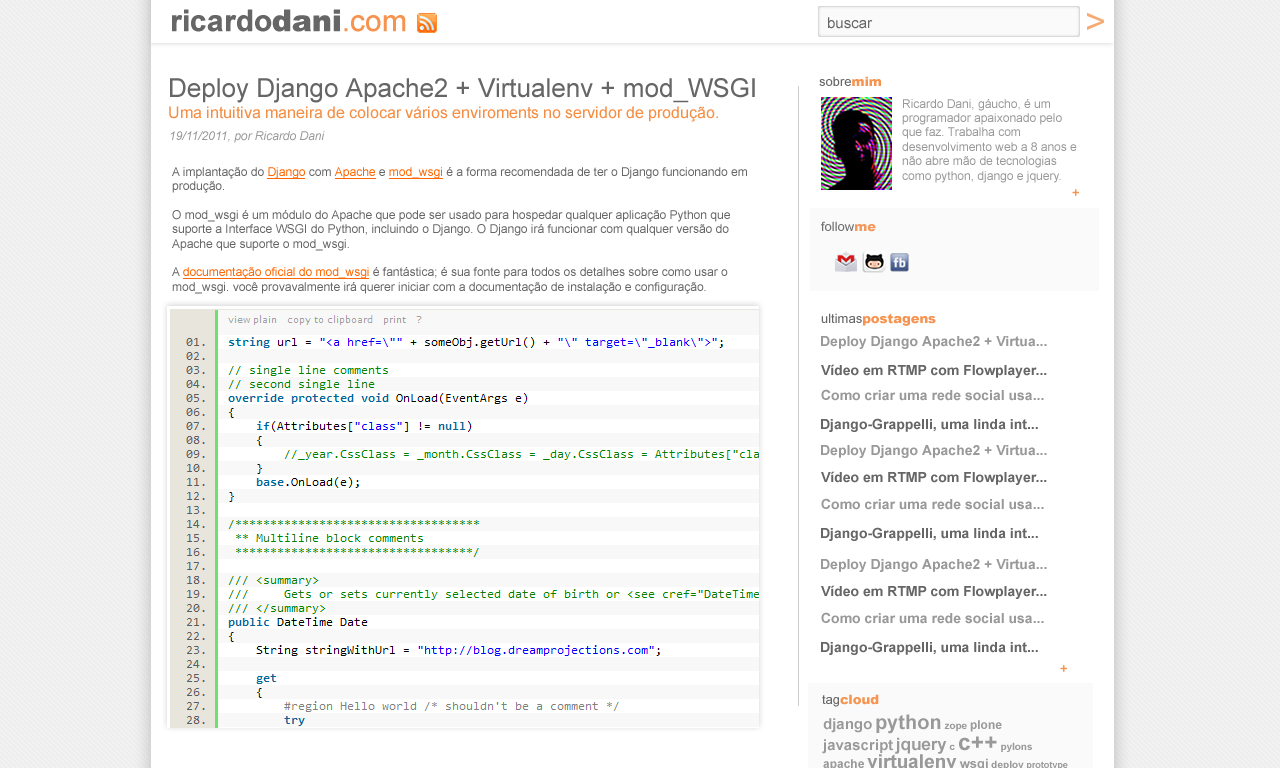 ricardodani.com
buscar
>
Deploy Django Apache2 + Virtualenv + mod_WSGI
Uma intuitiva maneira de colocar vários enviroments no servidor de produção.
19/11/2011, por Ricardo Dani
A implantação do Django com Apache e mod_wsgi é a forma recomendada de ter o Django funcionando em
produção.
O mod_wsgi é um módulo do Apache que pode ser usado para hospedar qualquer aplicação Python que
suporte a Interface WSGI do Python, incluindo o Django. O Django irá funcionar com qualquer versão do
Apache que suporte o mod_wsgi.
A documentação oficial do mod_wsgi é fantástica; é sua fonte para todos os detalhes sobre como usar o
mod_wsgi. você provavalmente irá querer iniciar com a documentação de instalação e configuração.
view plain copy to clipboard print ?
01. string url = "<a href=\"" + someObj.getUrl() + "\" target=\"_blank\">";
02.
03. // single line comments
04. // second single line
05. override protected void OnLoad(EventArgs e)
06. {
07. if(Attributes["class"] != null)
08. {
09. //_year.CssClass = _month.CssClass = _day.CssClass = Attributes["cla
10. }
11. base.OnLoad(e);
12. }
13.
14. /***********************************
15. ** Multiline block comments
16. **********************************/
17.
18. /// <summary>
19. /// Gets or sets currently selected date of birth or <see cref="DateTime
20. /// </summary>
21. public DateTime Date
22. {
23. String stringWithUrl = "http://blog.dreamprojections.com";
24.
25. get
26. {
27. #region Hello world /* shouldn't be a comment */
28. try
sobremim
Ricardo Dani, gáucho, é um
programador apaixonado pelo
que faz. Trabalha com
desenvolvimento web a 8 anos e
não abre mão de tecnologias
como python, django e jquery.
+
followme
fb
ultimaspostagens
Deploy Django Apache2 + Virtua...
Vídeo em RTMP com Flowplayer...
Como criar uma rede social usa...
Django-Grappelli, uma linda int...
Deploy Django Apache2 + Virtua...
Vídeo em RTMP com Flowplayer...
Como criar uma rede social usa...
Django-Grappelli, uma linda int...
Deploy Django Apache2 + Virtua...
Vídeo em RTMP com Flowplayer...
Como criar uma rede social usa...
Django-Grappelli, uma linda int...
+
tagcloud
django python zope plone
javascript jquery c c++ pylons
apache virtualenv wsgi deploy prototype